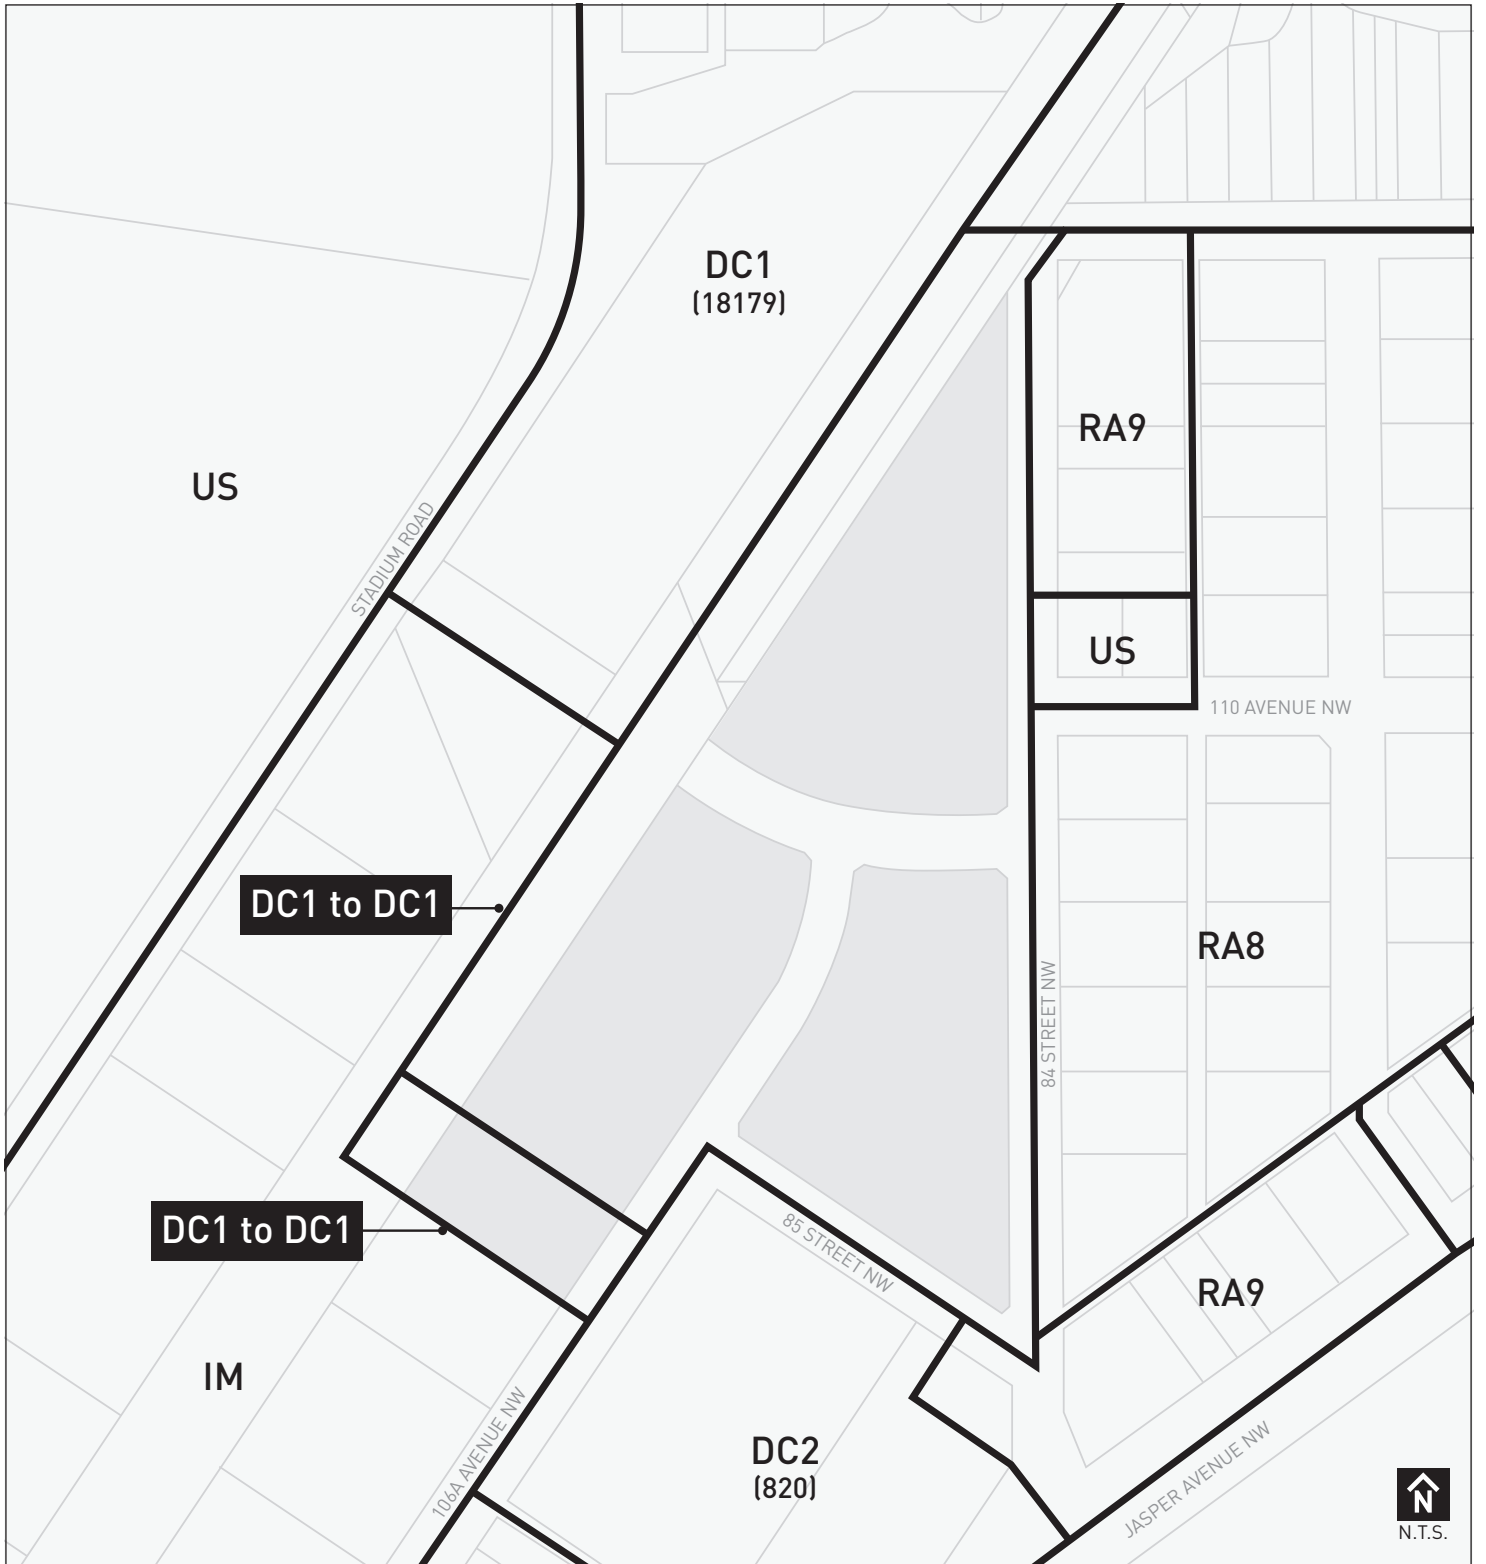 DC1
(18179)
RA9
US
STADIUM ROAD
US
110 AVENUE NW
DC1 to DC1
RA8
84 STREET NW
DC1 to DC1
85 STREET NW
RA9
IM
106A AVENUE NW
DC2
(820)
JASPER AVENUE NW
N
N.T.S.